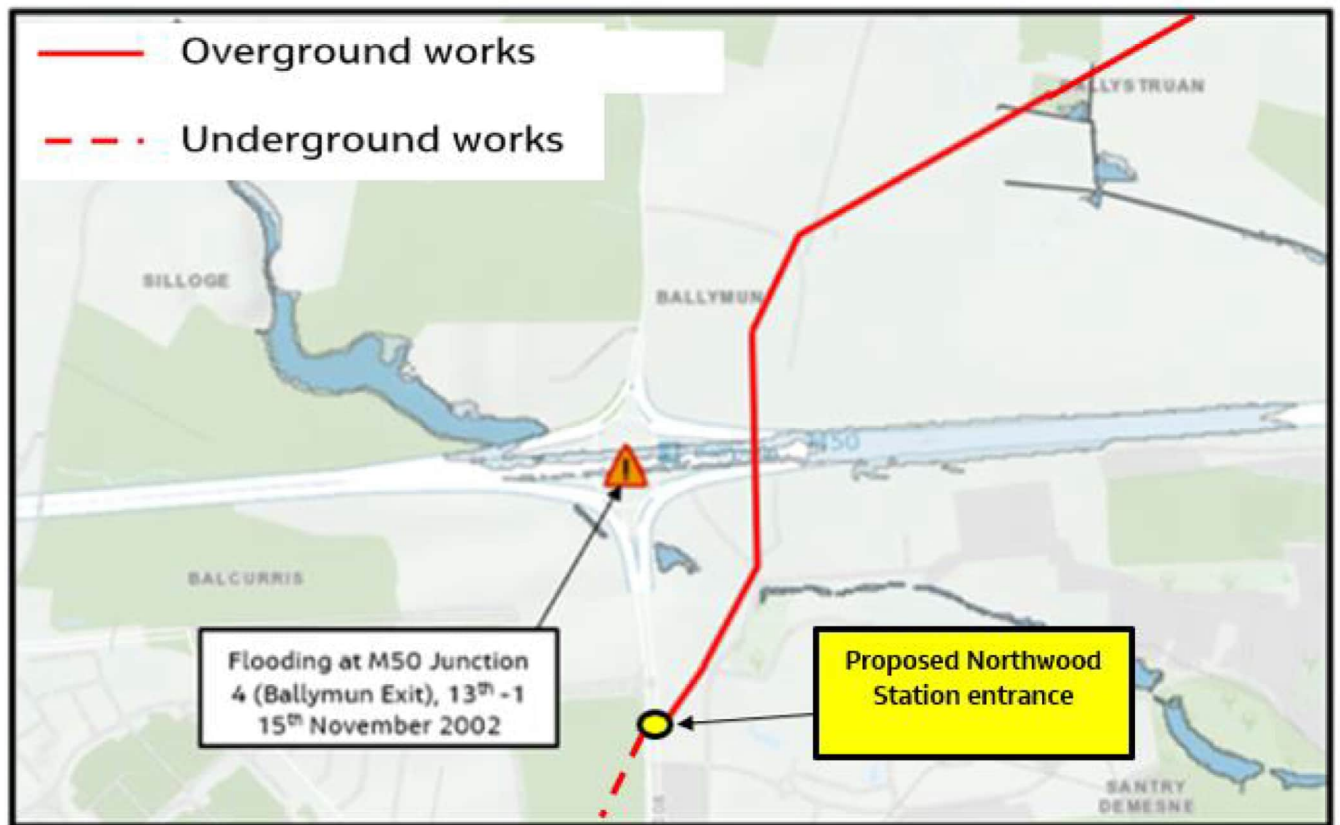 Overground works
Underground works
BALLYSTRUAN
SILLOGE
BALLYMUN
M50
BALCURRIS
Flooding at M50 Junction
4 (Ballymun Exit), 13th -1
15th November 2002
Proposed Northwood
Station entrance
SANTRY
DEMESNE